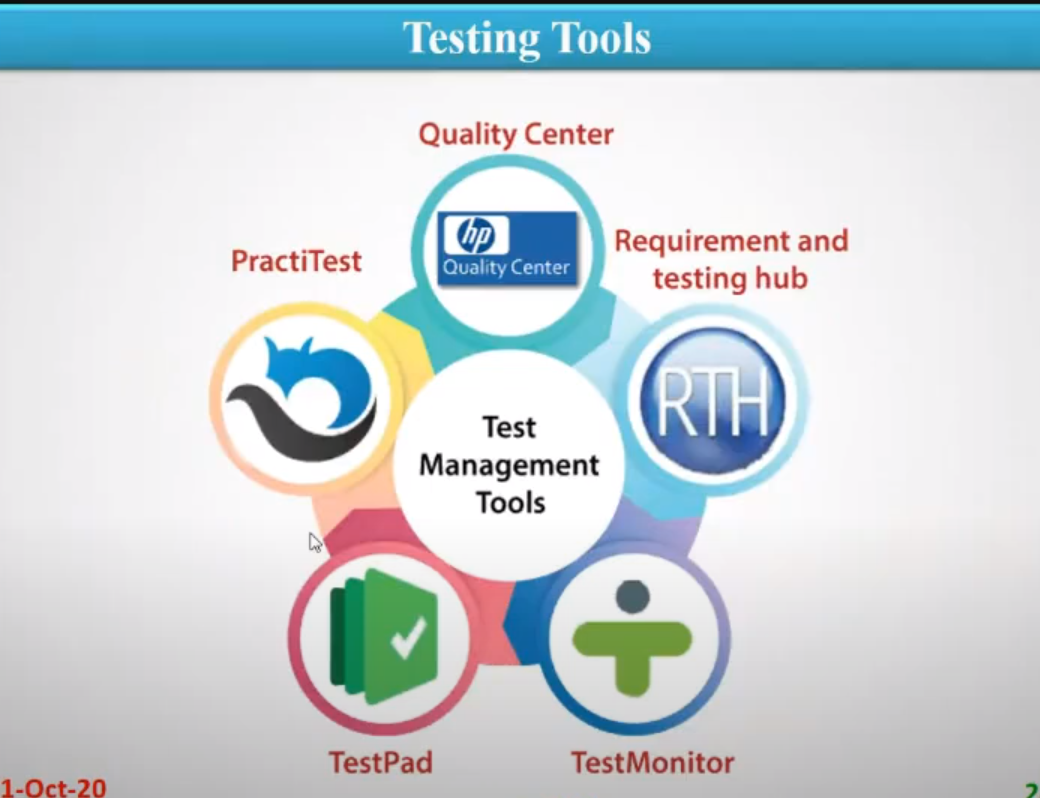 Testing Tools
Quality Center
hp
Quality Center
PractiTest
Requirement and
testing hub
RTH
Test
Management
Tools
TestPad
TestMonitor
1-Oct-20
2